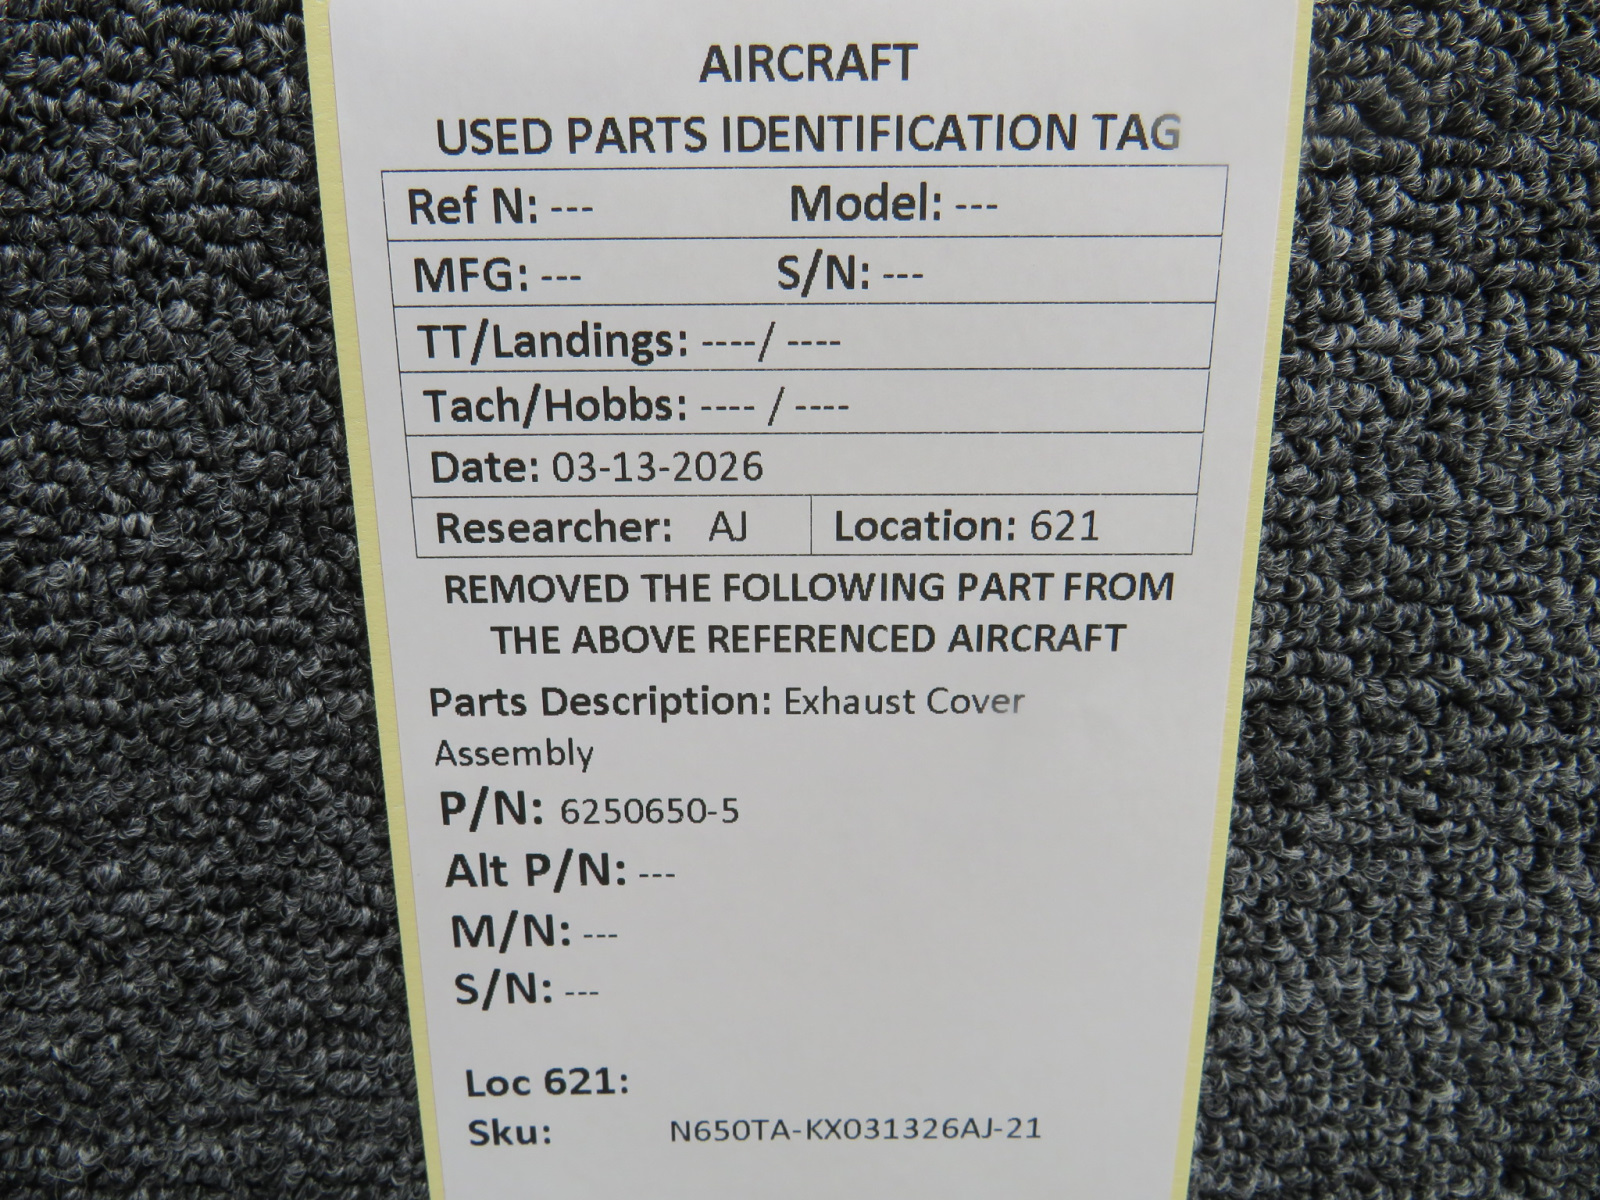 AIRCRAFT
USED PARTS IDENTIFICATION TAG
Ref N: --- Model: ---
MFG: --- S/N: ---
TT/Landings: ----/ ----
Tach/Hobbs: ---- / ----
Date: 03-13-2026
Researcher: AJ Location: 621
REMOVED THE FOLLOWING PART FROM
THE ABOVE REFERENCED AIRCRAFT
Parts Description: Exhaust Cover
Assembly
P/N: 6250650-5
Alt P/N: ---
M/N: ---
S/N: ---
Loc 621:
Sku: N650TA-KX031326AJ-21